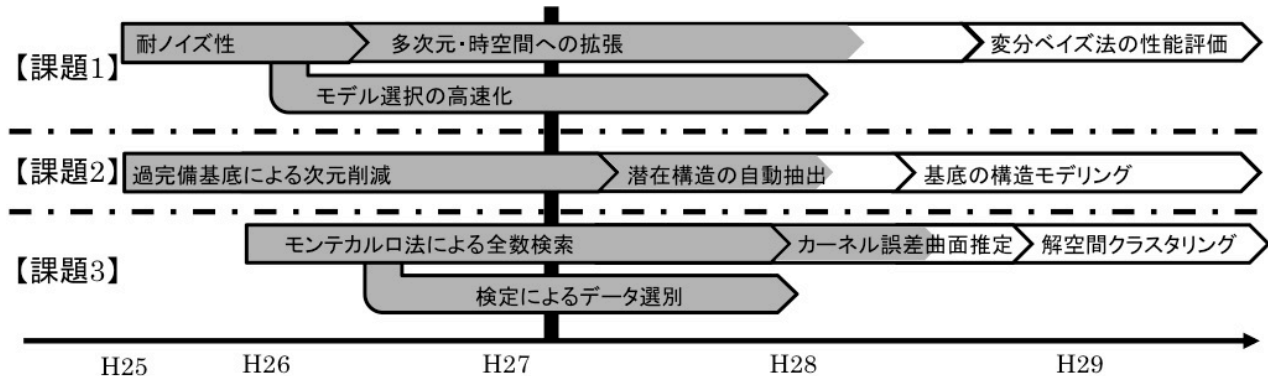 【課題1】
耐ノイズ性
多次元・時空間への拡張
変分ベイズ法の性能評価
モデル選択の高速化
【課題2】
過完備基底による次元削減
潜在構造の自動抽出
基底の構造モデリング
【課題3】
モンテカルロ法による全数検索
カーネル誤差曲面推定
解空間クラスタリング
検定によるデータ選別
H25
H26
H27
H28
H29